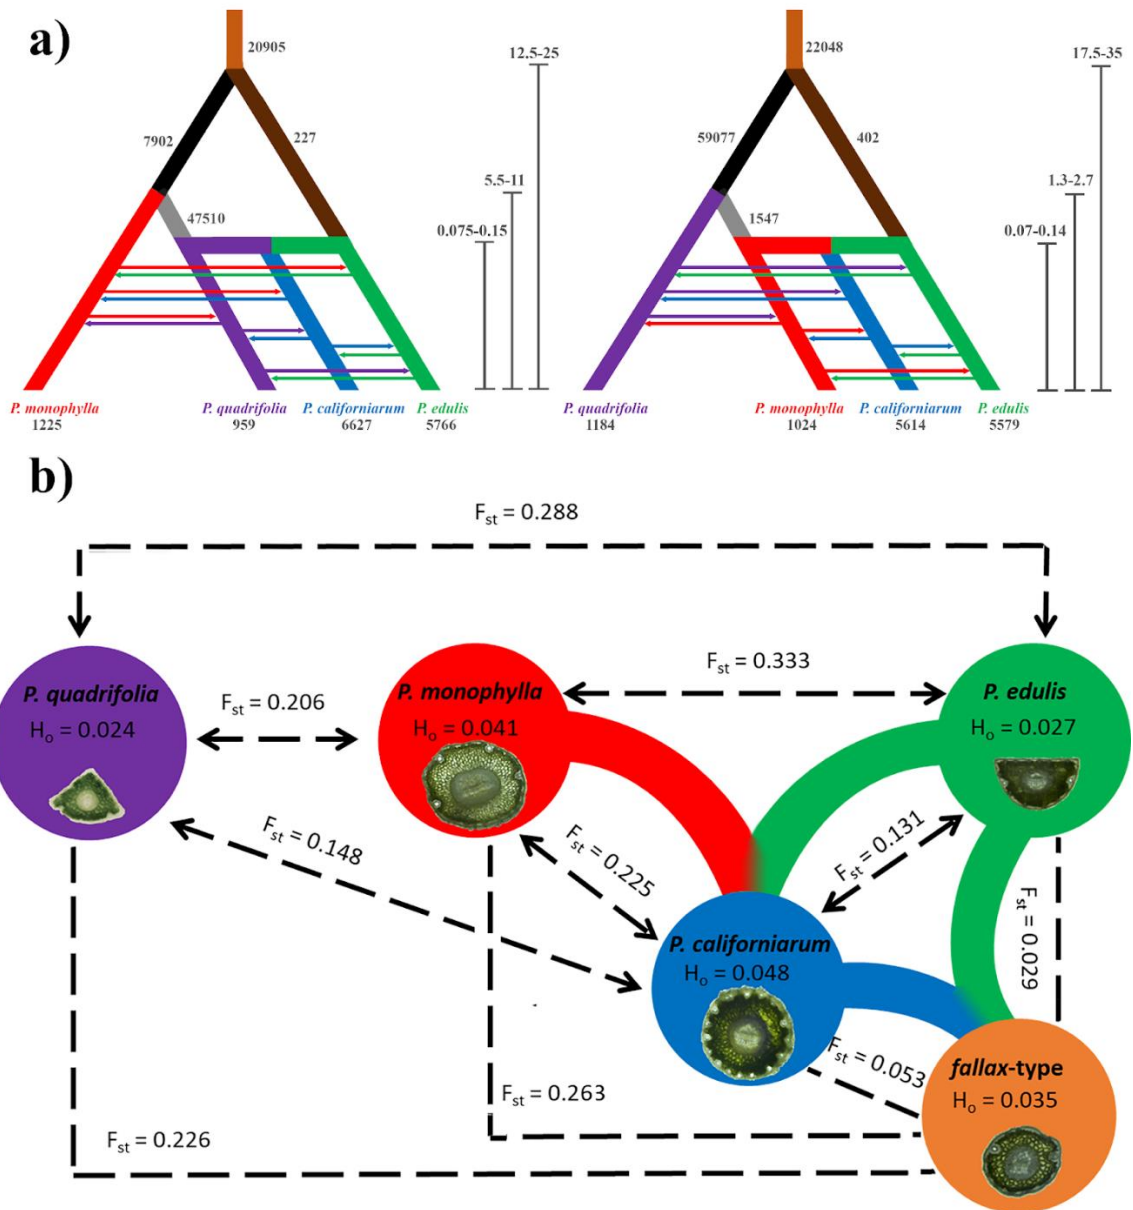 a)
20905
12.5-25
22048
17.5-35
7902
227
59077
402
5.5-11
1.3-2.7
47510
0.075-0.15
1547
0.07-0.14
P. monophylla
P. quadrifolia
P. californiarum
P. edulis
P. quadrifolia
P. monophylla
P. californiarum
P. edulis
1225
959
6627
5766
1184
1024
5614
5579
b)
Fst = 0.288
P. quadrifolia
Ho = 0.024
Fst = 0.206
P. monophylla
Ho = 0.041
Fst = 0.333
P. edulis
Ho = 0.027
Fst = 0.148
Fst = 0.225
Fst = 0.131
Fst = 0.029
P. californiarum
Ho = 0.048
Fst = 0.053
fallax-type
Ho = 0.035
Fst = 0.263
Fst = 0.226